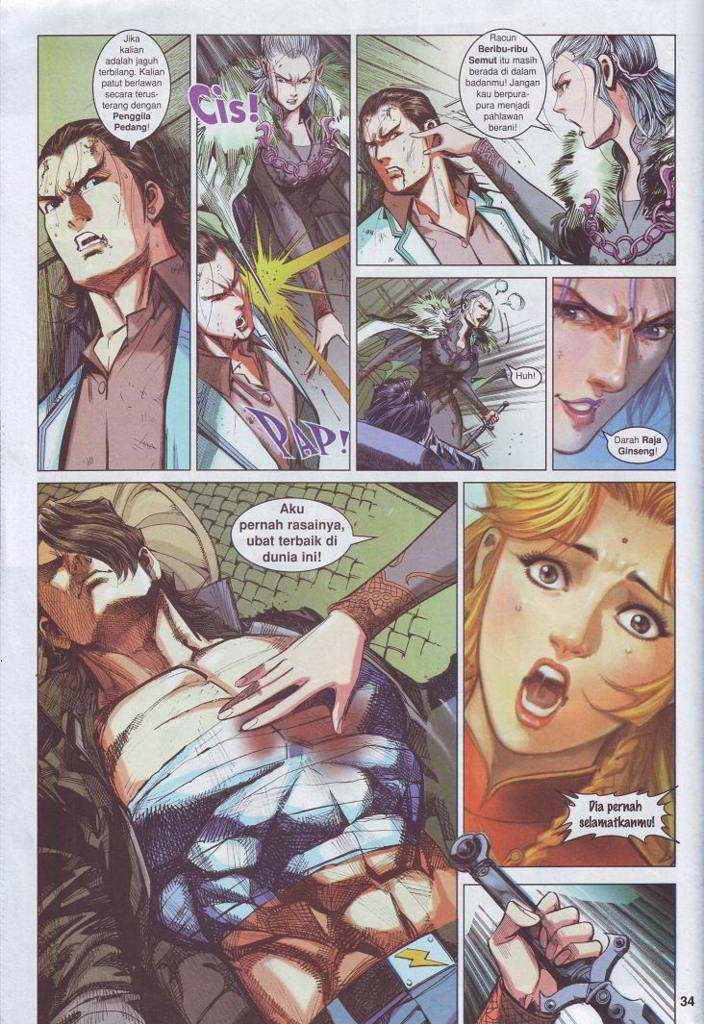 Jika
kalian
adalah jaguh
terbilang. Kalian
patut berlawan
secara terus-
terang dengan
Penggila
Pedang!
Cis!
PAP!
Racun
Beribu-ribu
Semut itu masih
berada di dalam
badanmu! Jangan
kau berpura-
pura menjadi
pahlawan
berani!
Huh!
Darah Raja
Ginseng!
Aku
pernah rasainya,
ubat terbaik di
dunia ini!
Dia pernah
selamatkanmu!
34